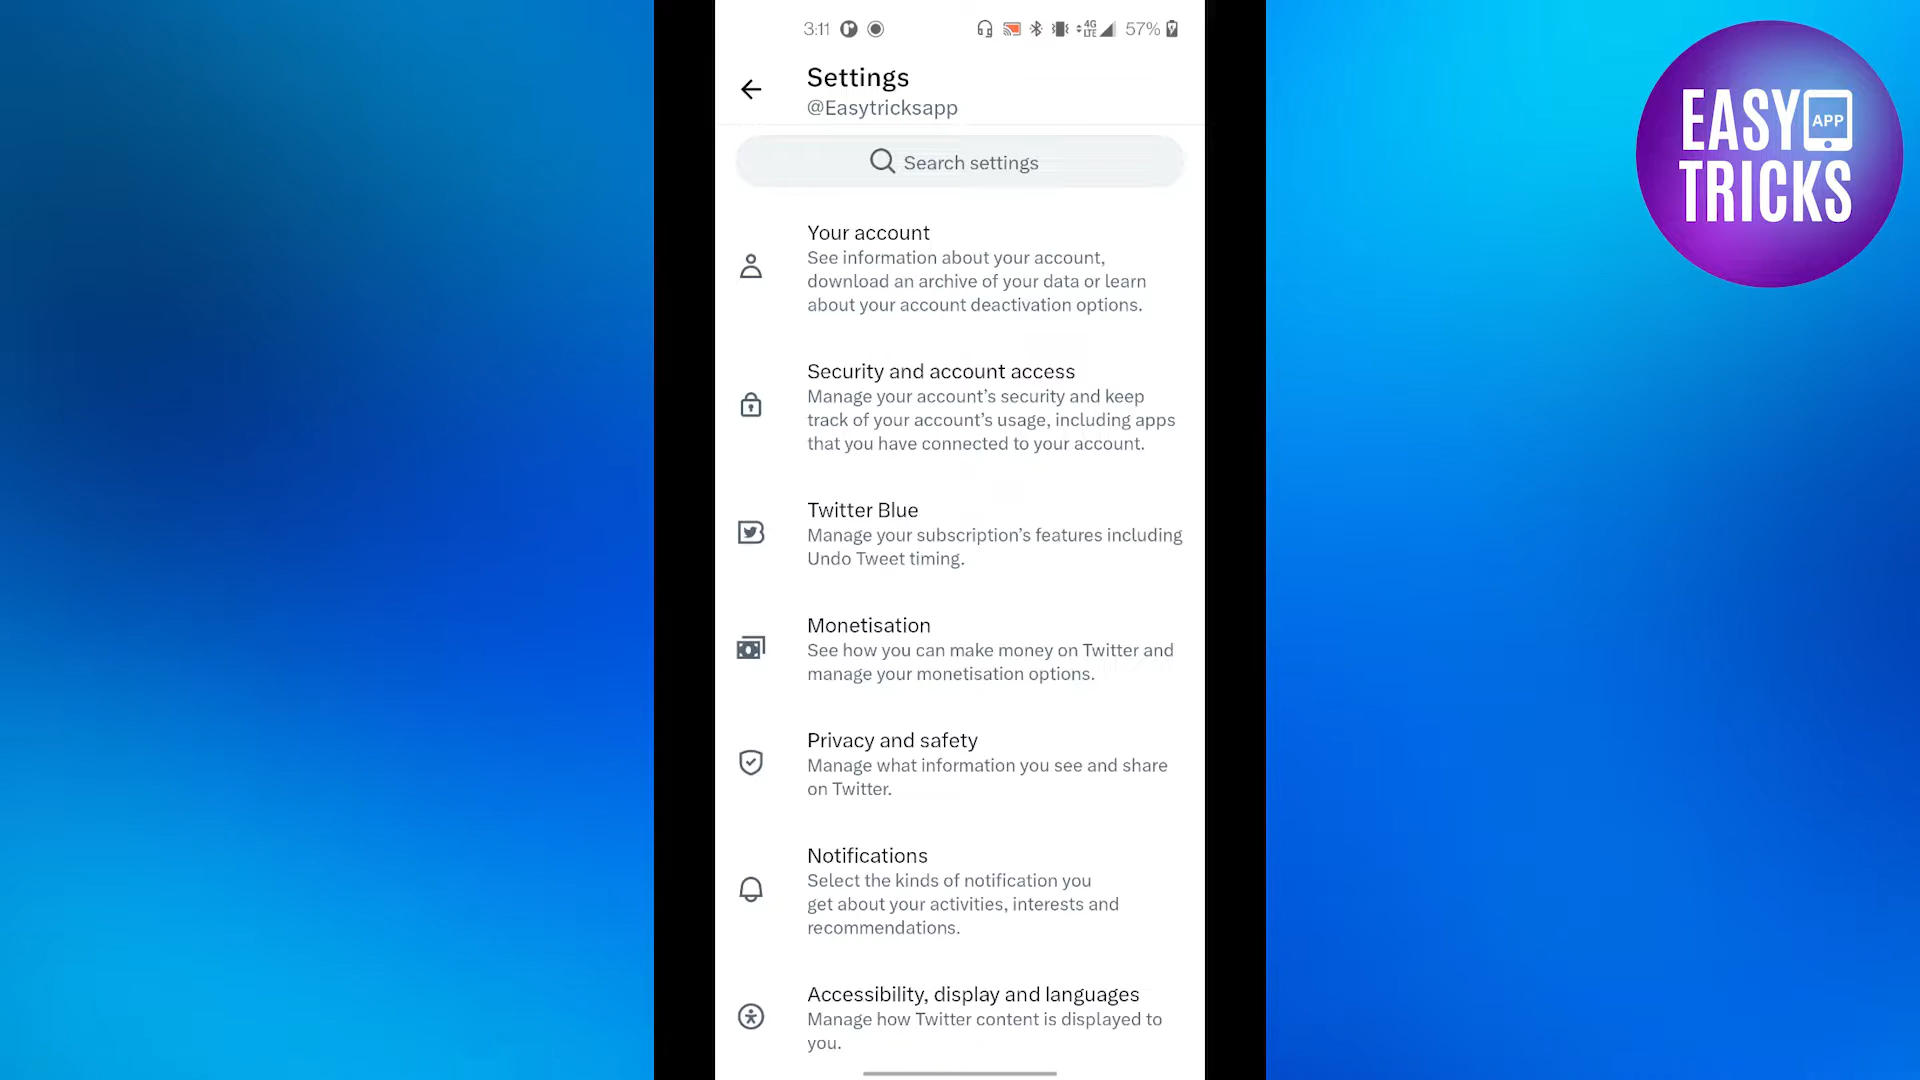 3:11 4G LTE 57%
Settings
@Easytricksapp
Search settings
Your account
See information about your account,
download an archive of your data or learn
about your account deactivation options.
Security and account access
Manage your account’s security and keep
track of your account’s usage, including apps
that you have connected to your account.
Twitter Blue
Manage your subscription’s features including
Undo Tweet timing.
Monetisation
See how you can make money on Twitter and
manage your monetisation options.
Privacy and safety
Manage what information you see and share
on Twitter.
Notifications
Select the kinds of notification you
get about your activities, interests and
recommendations.
Accessibility, display and languages
Manage how Twitter content is displayed to
you.
EASY APP
TRICKS